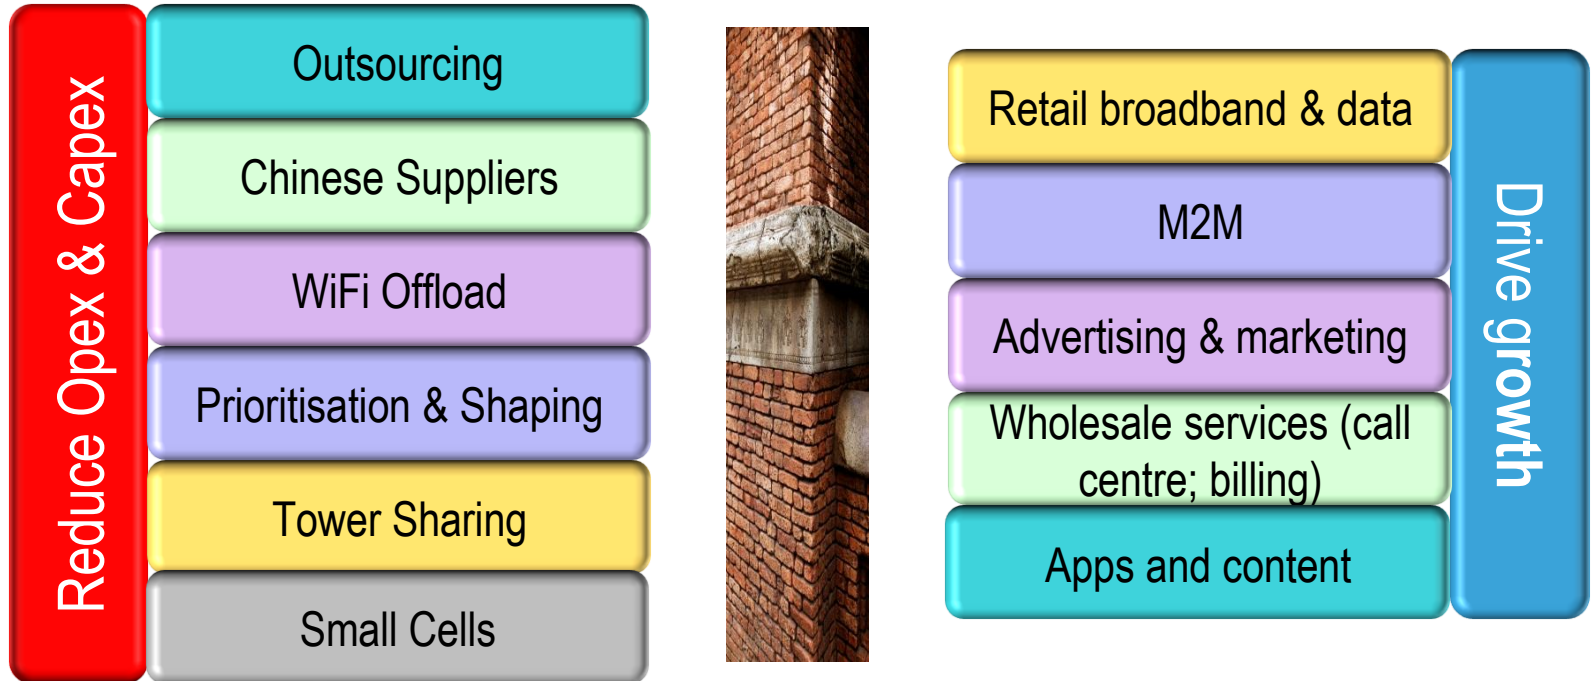 Reduce Opex & Capex
Outsourcing
Chinese Suppliers
WiFi Offload
Prioritisation & Shaping
Tower Sharing
Small Cells
Retail broadband & data
M2M
Advertising & marketing
Wholesale services (call
centre; billing)
Apps and content
Drive growth